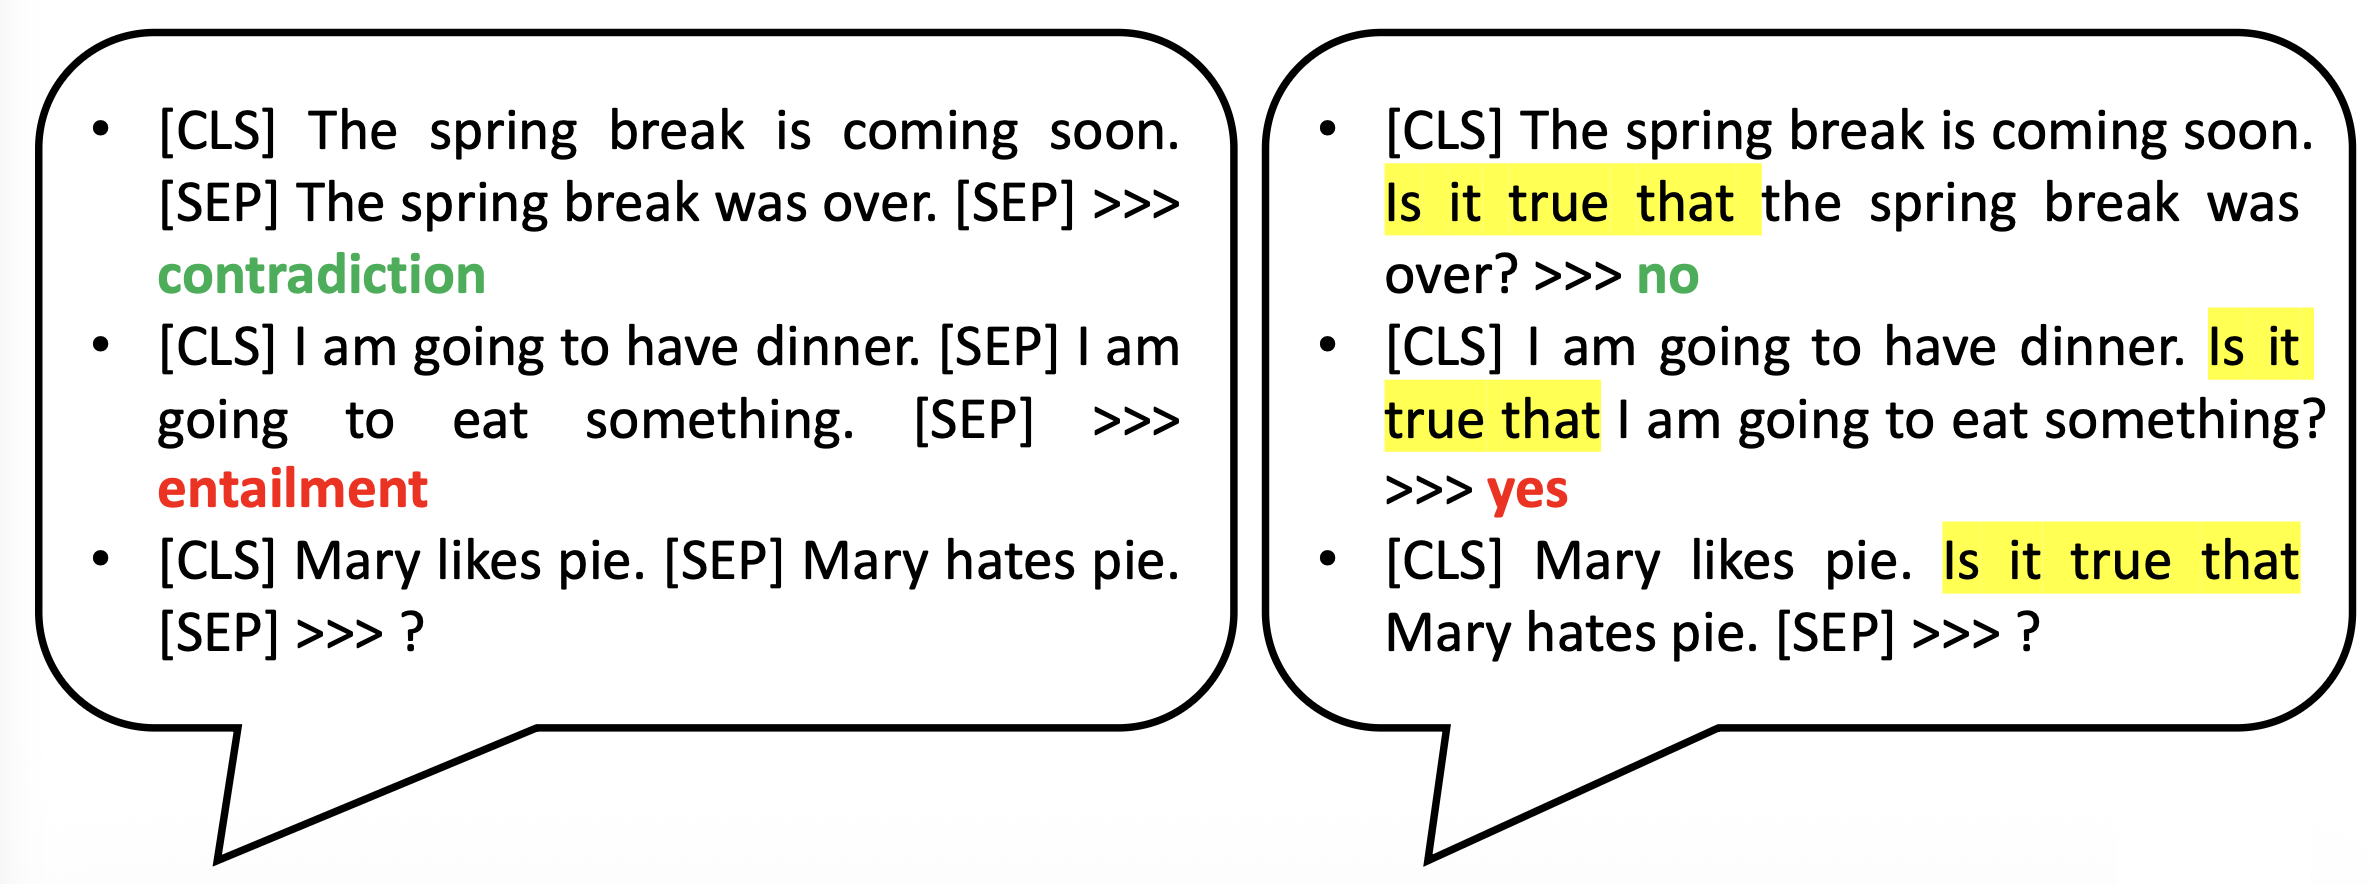 • [CLS] The spring break is coming soon.
[SEP] The spring break was over. [SEP] >>>
contradiction
• [CLS] I am going to have dinner. [SEP] I am
going to eat something. [SEP] >>>
entailment
• [CLS] Mary likes pie. [SEP] Mary hates pie.
[SEP] >>> ?
• [CLS] The spring break is coming soon.
Is it true that the spring break was
over? >>> no
• [CLS] I am going to have dinner. Is it
true that I am going to eat something?
>>> yes
• [CLS] Mary likes pie. Is it true that
Mary hates pie. [SEP] >>> ?